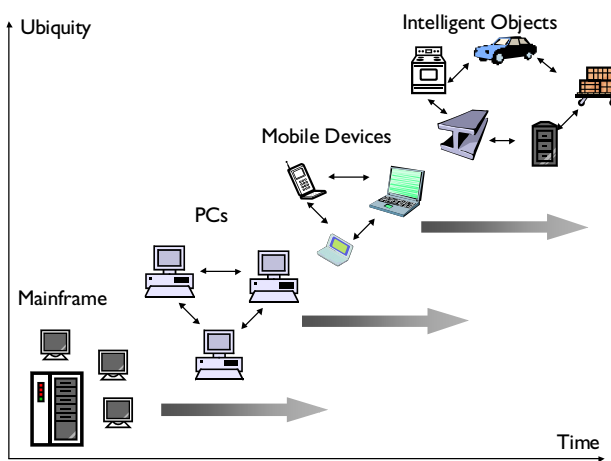 Intelligent Objects
Ubiquity
Mobile Devices
PCs
Mainframe
Time